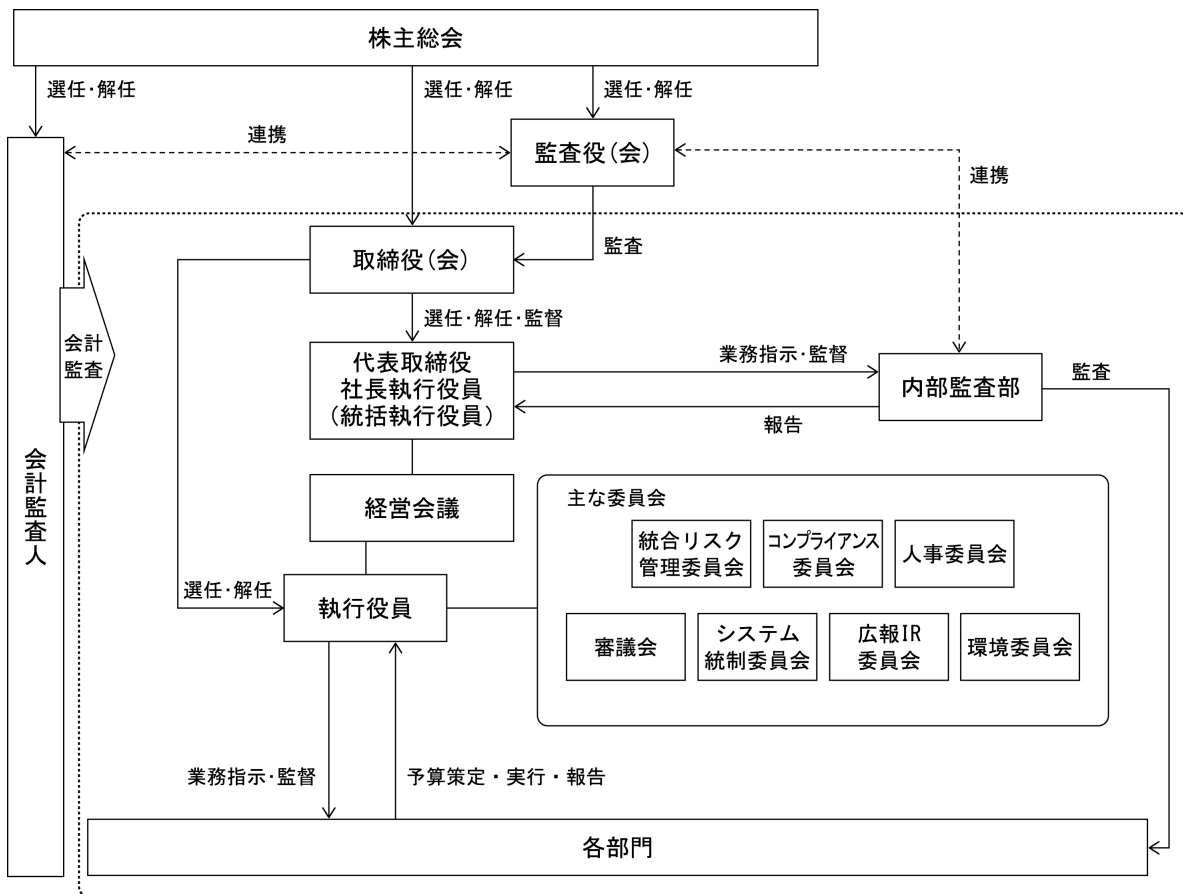 株主総会
選任・解任
選任・解任
選任・解任
連携
監査役(会)
連携
監査
取締役(会)
選任・解任・監督
会計
監査
代表取締役
社長執行役員
(統括執行役員)
業務指示・監督
報告
内部監査部
監査
会計監査人
経営会議
主な委員会
統合リスク
管理委員会
コンプライアンス
委員会
人事委員会
選任・解任
執行役員
審議会
システム
統制委員会
広報IR
委員会
環境委員会
業務指示・監督
予算策定・実行・報告
各部門